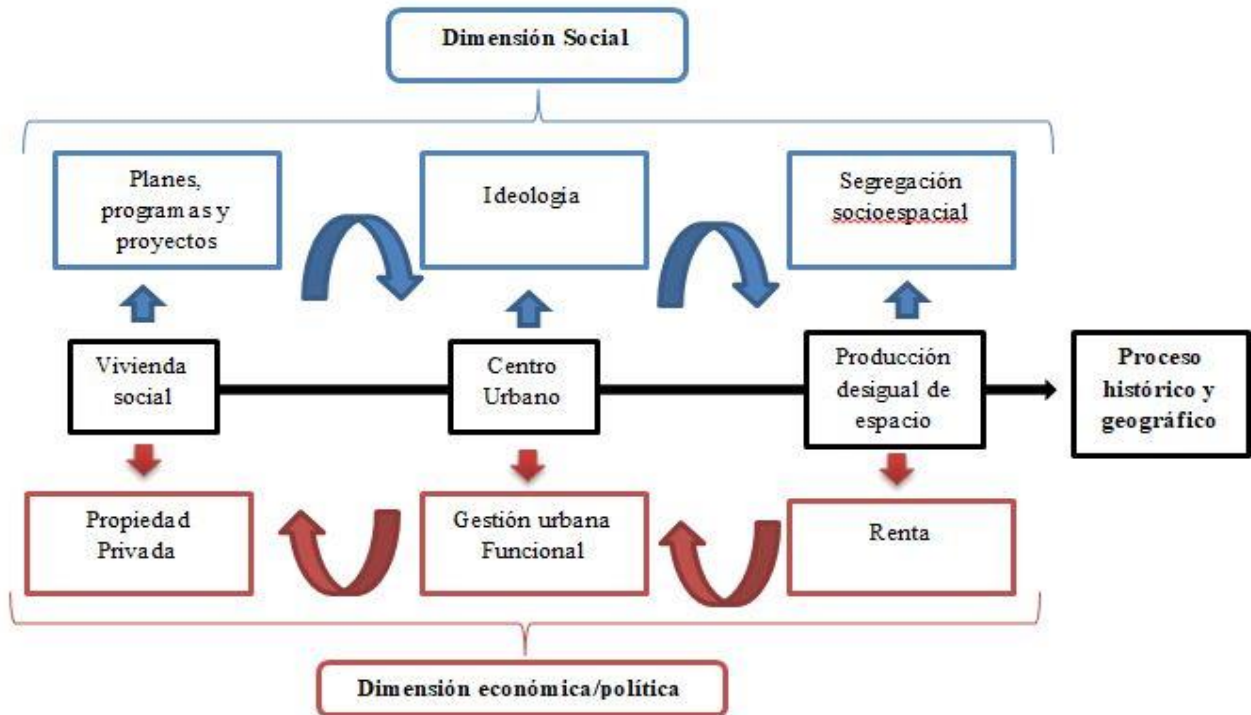 Dimensión Social
Planes,
programas y
proyectos
Ideología
Segregación
socioespacial
Vivienda
social
Centro
Urbano
Producción
desigual de
espacio
Proceso
histórico y
geográfico
Propiedad
Privada
Gestión urbana
Funcional
Renta
Dimensión económica/política